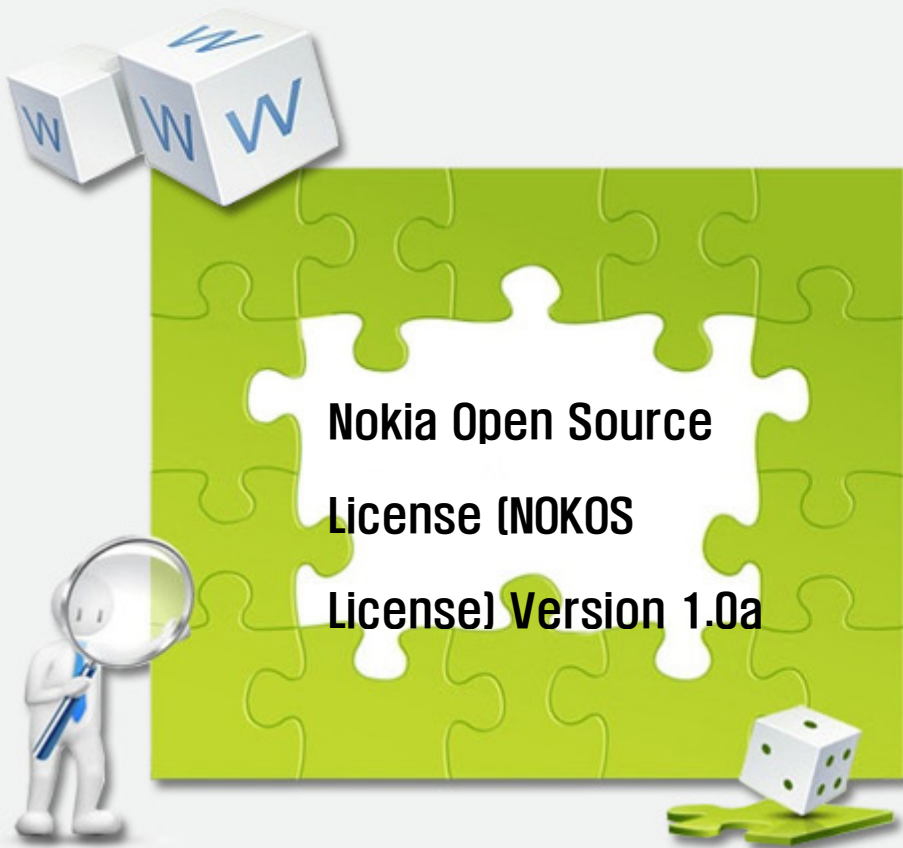 W
W
W W
Nokia Open Source
License (NOKOS
License) Version 1.0a